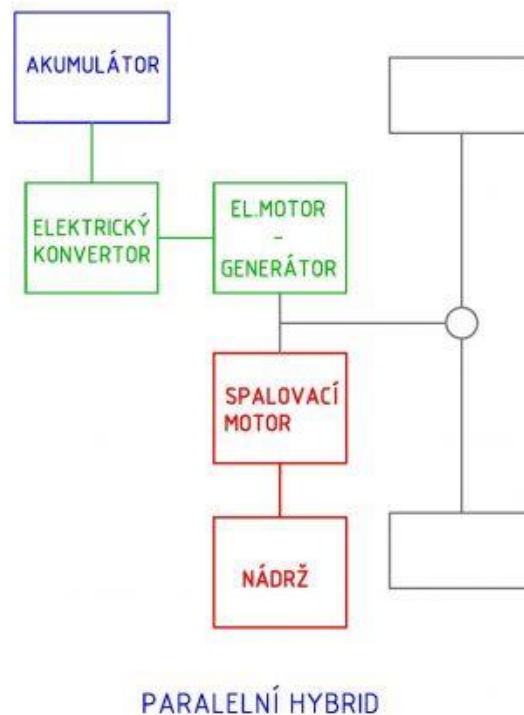 AKUMULÁTOR
ELEKTRICKÝ
KONVERTOR
EL.MOTOR
-
GENERÁTOR
SPALOVACÍ
MOTOR
NÁDRŽ
PARALELNÍ HYBRID